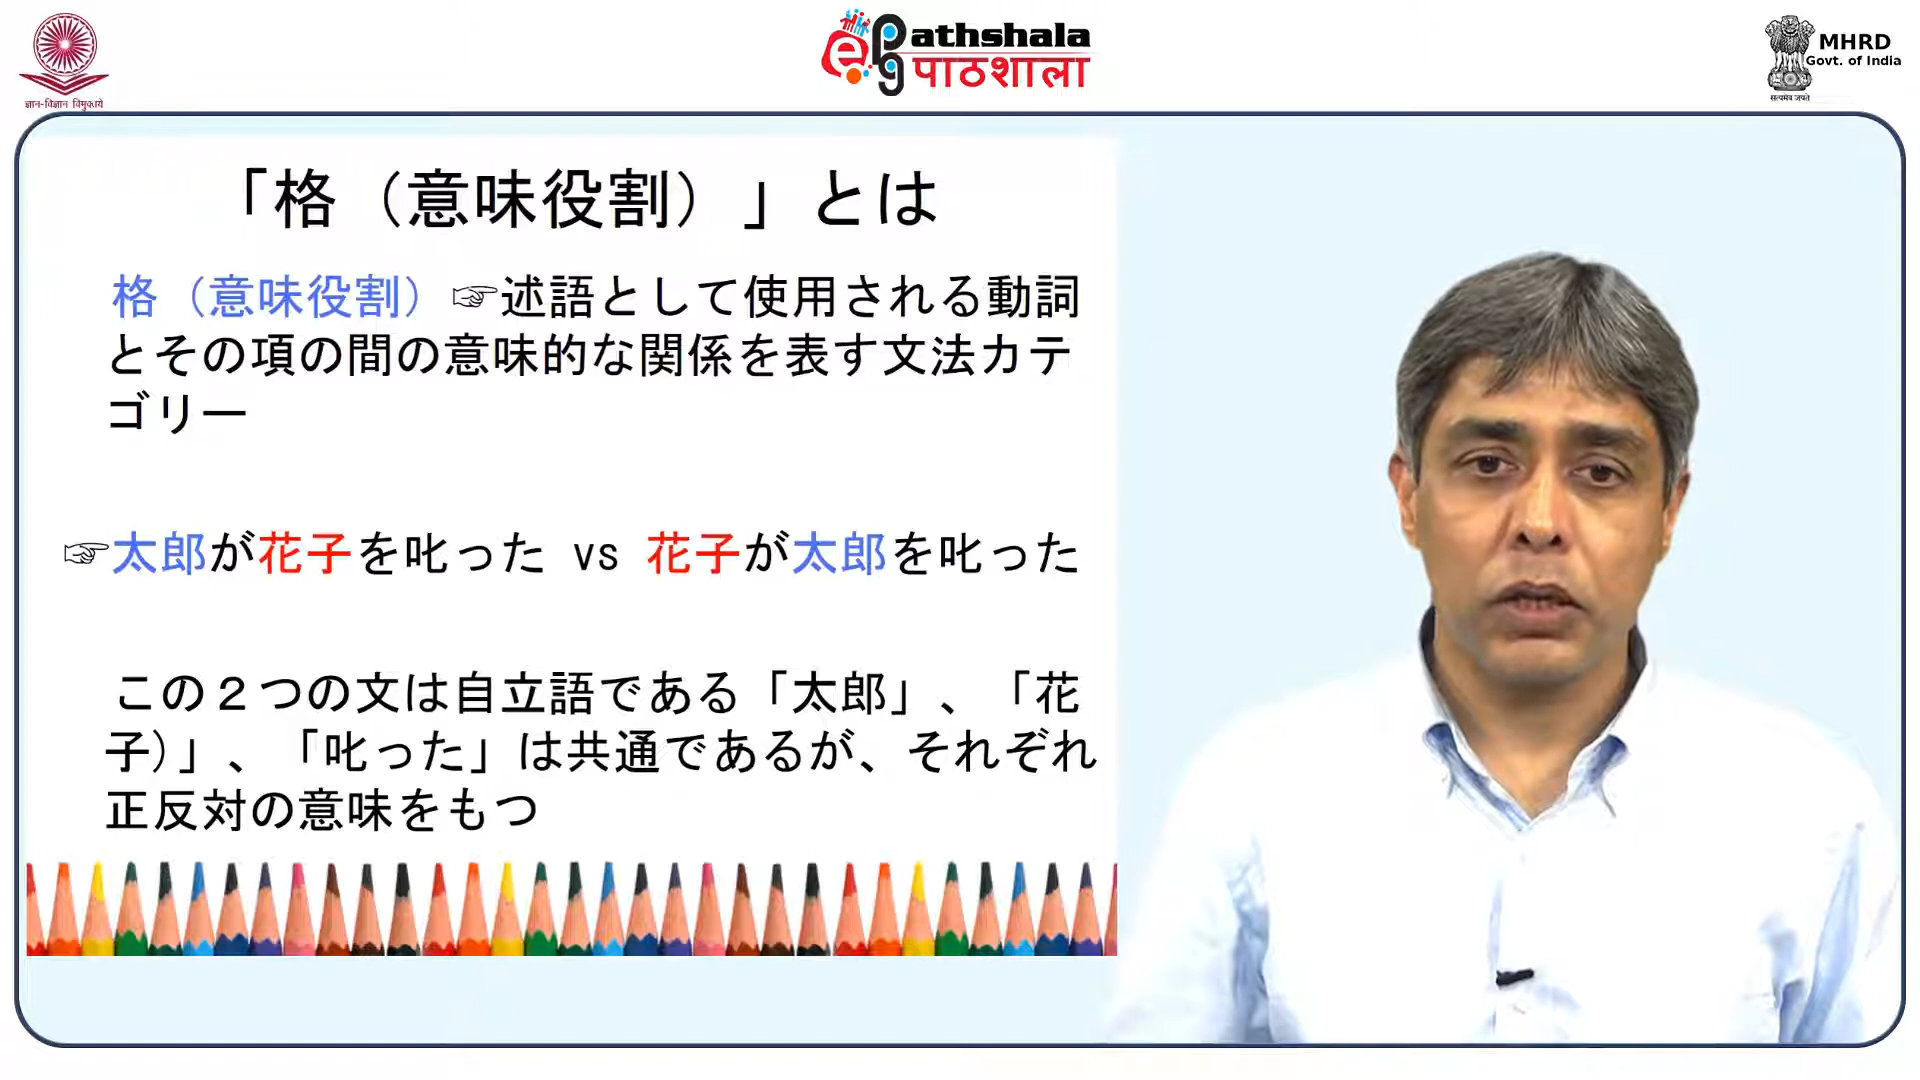 ज्ञान-विज्ञान विमुक्तये
ePathshala
पाठशाला
MHRD
Govt. of India
सत्यमेव जयते
「格（意味役割）」とは
格（意味役割）☞述語として使用される動詞
とその項の間の意味的な関係を表す文法カテ
ゴリー
☞太郎が花子を叱った vs 花子が太郎を叱った
この２つの文は自立語である「太郎」、「花
子)」、「叱った」は共通であるが、それぞれ
正反対の意味をもつ